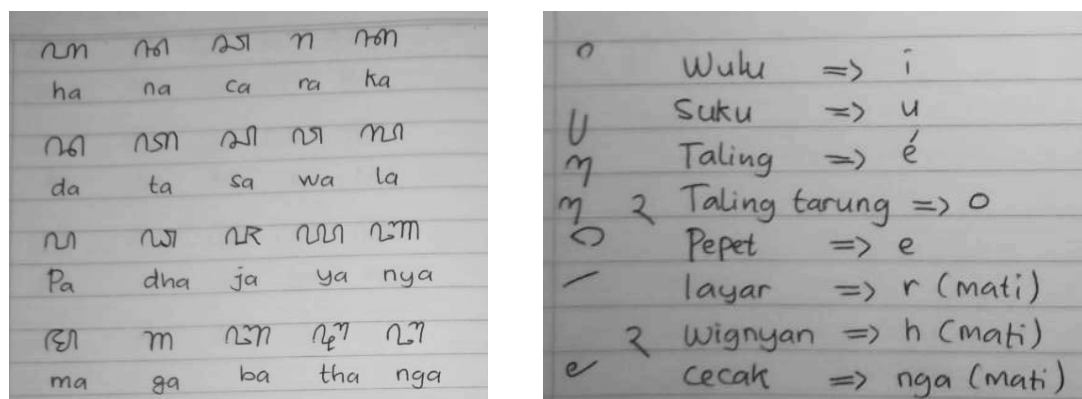 ꦲ ꦤ ꦕ ꦫ ꦏ
ha na ca ra ka
ꦢ ꦠ ꦱ ꦮ ꦭ
da ta sa wa la
ꦥ ꦝ ꦗ ꦪ ꦚ
Pa dha ja ya nya
ꦩ ꦒ ꦧ ꦛ ꦔ
ma ga ba tha nga
ꦶ Wulu => i
ꦸ Suku => u
ꦺ Taling => é
ꦺ ꦴ Taling tarung => o
ꦼ Pepet => e
ꦂ layar => r (mati)
ꦃ wignyan => h (mati)
ꦁ cecak => nga (mati)